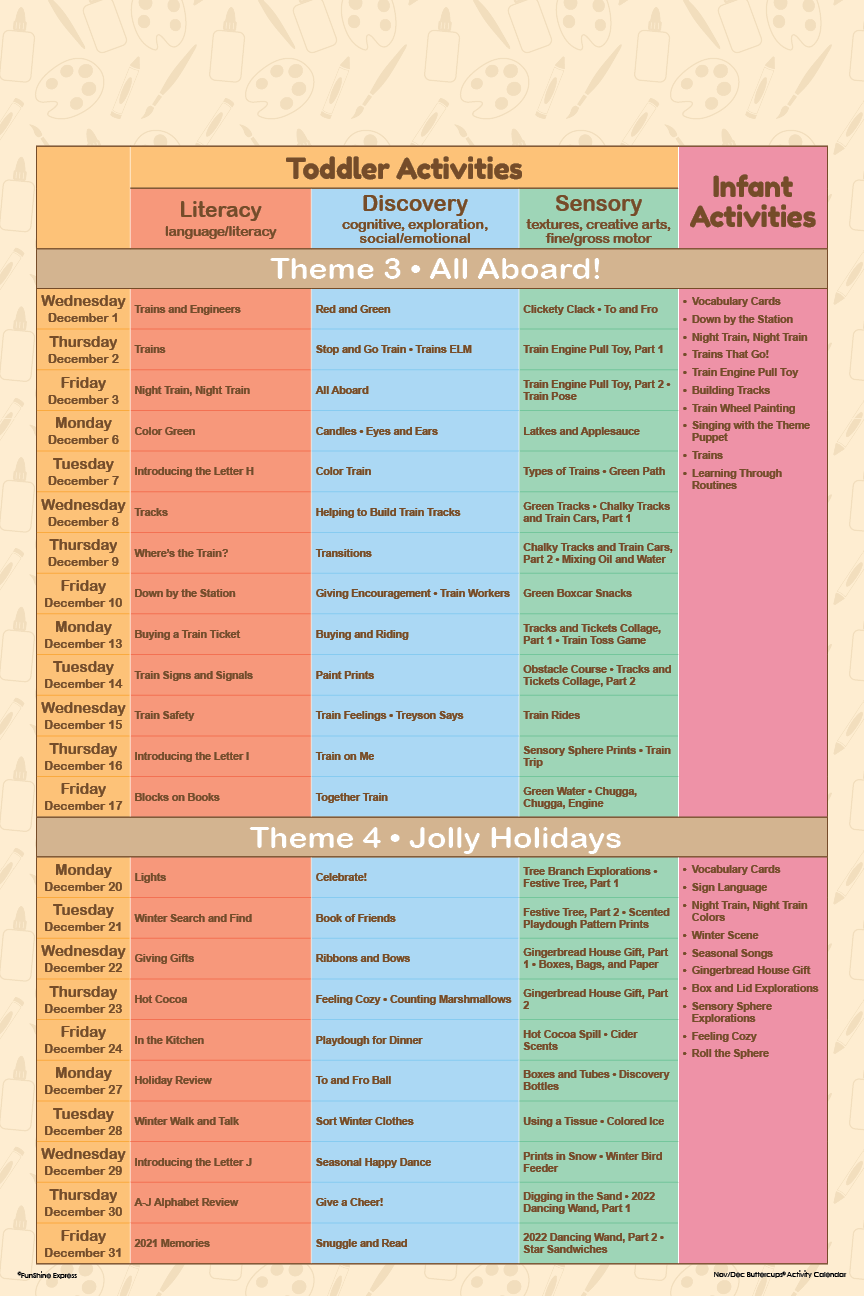 Toddler Activities
Infant
Activities
Literacy
language/literacy
Discovery
cognitive, exploration,
social/emotional
Sensory
textures, creative arts,
fine/gross motor
Theme 3 • All Aboard!
Wednesday
December 1
Trains and Engineers
Red and Green
Clickety Clack • To and Fro
Thursday
December 2
Trains
Stop and Go Train • Trains ELM
Train Engine Pull Toy, Part 1
Friday
December 3
Night Train, Night Train
All Aboard
Train Engine Pull Toy, Part 2 •
Train Pose
Monday
December 6
Color Green
Candles • Eyes and Ears
Latkes and Applesauce
Tuesday
December 7
Introducing the Letter H
Color Train
Types of Trains • Green Path
Wednesday
December 8
Tracks
Helping to Build Train Tracks
Green Tracks • Chalky Tracks
and Train Cars, Part 1
Thursday
December 9
Where's the Train?
Transitions
Chalky Tracks and Train Cars,
Part 2 • Mixing Oil and Water
Friday
December 10
Down by the Station
Giving Encouragement • Train Workers
Green Boxcar Snacks
Monday
December 13
Buying a Train Ticket
Buying and Riding
Tracks and Tickets Collage,
Part 1 • Train Toss Game
Tuesday
December 14
Train Signs and Signals
Paint Prints
Obstacle Course • Tracks and
Tickets Collage, Part 2
Wednesday
December 15
Train Safety
Train Feelings • Treyson Says
Train Rides
Thursday
December 16
Introducing the Letter I
Train on Me
Sensory Sphere Prints • Train
Trip
Friday
December 17
Blocks on Books
Together Train
Green Water • Chugga,
Chugga, Engine
• Vocabulary Cards
• Down by the Station
• Night Train, Night Train
• Trains That Go!
• Train Engine Pull Toy
• Building Tracks
• Train Wheel Painting
• Singing with the Theme
Puppet
• Trains
• Learning Through
Routines
Theme 4 • Jolly Holidays
Monday
December 20
Lights
Celebrate!
Tree Branch Explorations •
Festive Tree, Part 1
Tuesday
December 21
Winter Search and Find
Book of Friends
Festive Tree, Part 2 • Scented
Playdough Pattern Prints
Wednesday
December 22
Giving Gifts
Ribbons and Bows
Gingerbread House Gift, Part
1 • Boxes, Bags, and Paper
Thursday
December 23
Hot Cocoa
Feeling Cozy • Counting Marshmallows
Gingerbread House Gift, Part
2
Friday
December 24
In the Kitchen
Playdough for Dinner
Hot Cocoa Spill • Cider
Scents
Monday
December 27
Holiday Review
To and Fro Ball
Boxes and Tubes • Discovery
Bottles
Tuesday
December 28
Winter Walk and Talk
Sort Winter Clothes
Using a Tissue • Colored Ice
Wednesday
December 29
Introducing the Letter J
Seasonal Happy Dance
Prints in Snow • Winter Bird
Feeder
Thursday
December 30
A-J Alphabet Review
Give a Cheer!
Digging in the Sand • 2022
Dancing Wand, Part 1
Friday
December 31
2021 Memories
Snuggle and Read
2022 Dancing Wand, Part 2 •
Star Sandwiches
• Vocabulary Cards
• Sign Language
• Night Train, Night Train
Colors
• Winter Scene
• Seasonal Songs
• Gingerbread House Gift
• Box and Lid Explorations
• Sensory Sphere
Explorations
• Feeling Cozy
• Roll the Sphere
©FunShine Express
Nov/Dec Buttercups® Activity Calendar